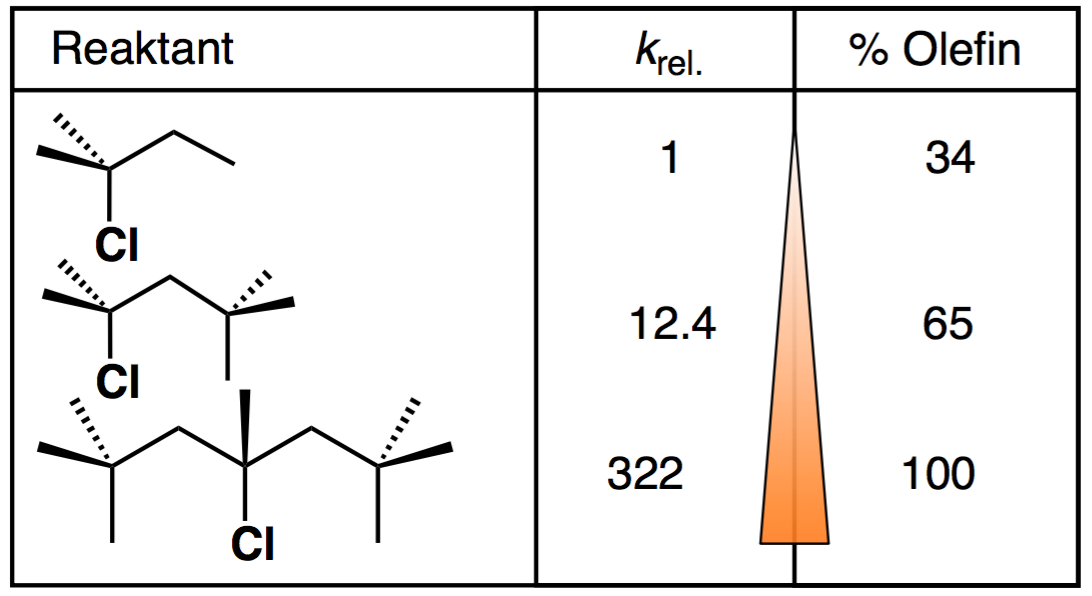 Reaktant k_rel. % Olefin
1 34
Cl
12.4 65
Cl
322 100
Cl